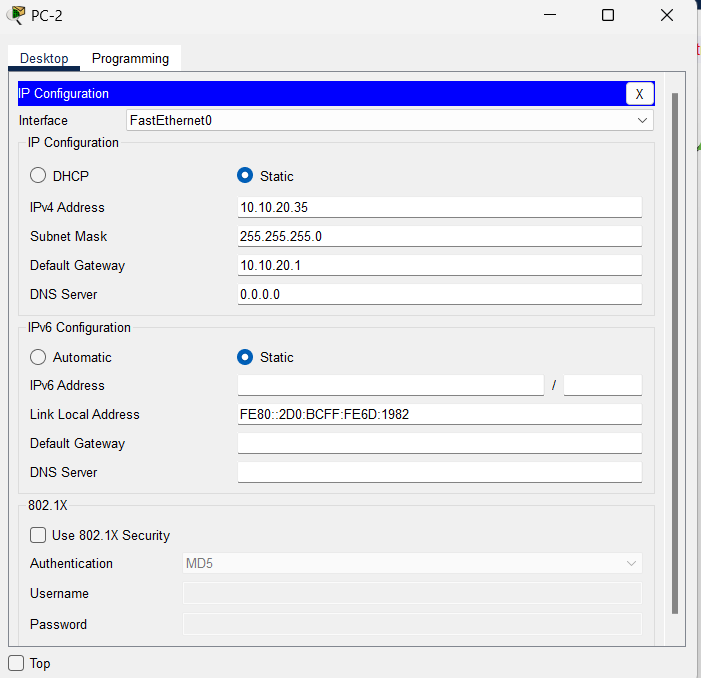 PC-2
Desktop Programming
IP Configuration X
Interface FastEthernet0
IP Configuration
DHCP Static
IPv4 Address 10.10.20.35
Subnet Mask 255.255.255.0
Default Gateway 10.10.20.1
DNS Server 0.0.0.0
IPv6 Configuration
Automatic Static
IPv6 Address /
Link Local Address FE80::2D0:BCFF:FE6D:1982
Default Gateway
DNS Server
802.1X
Use 802.1X Security
Authentication MD5
Username
Password
Top